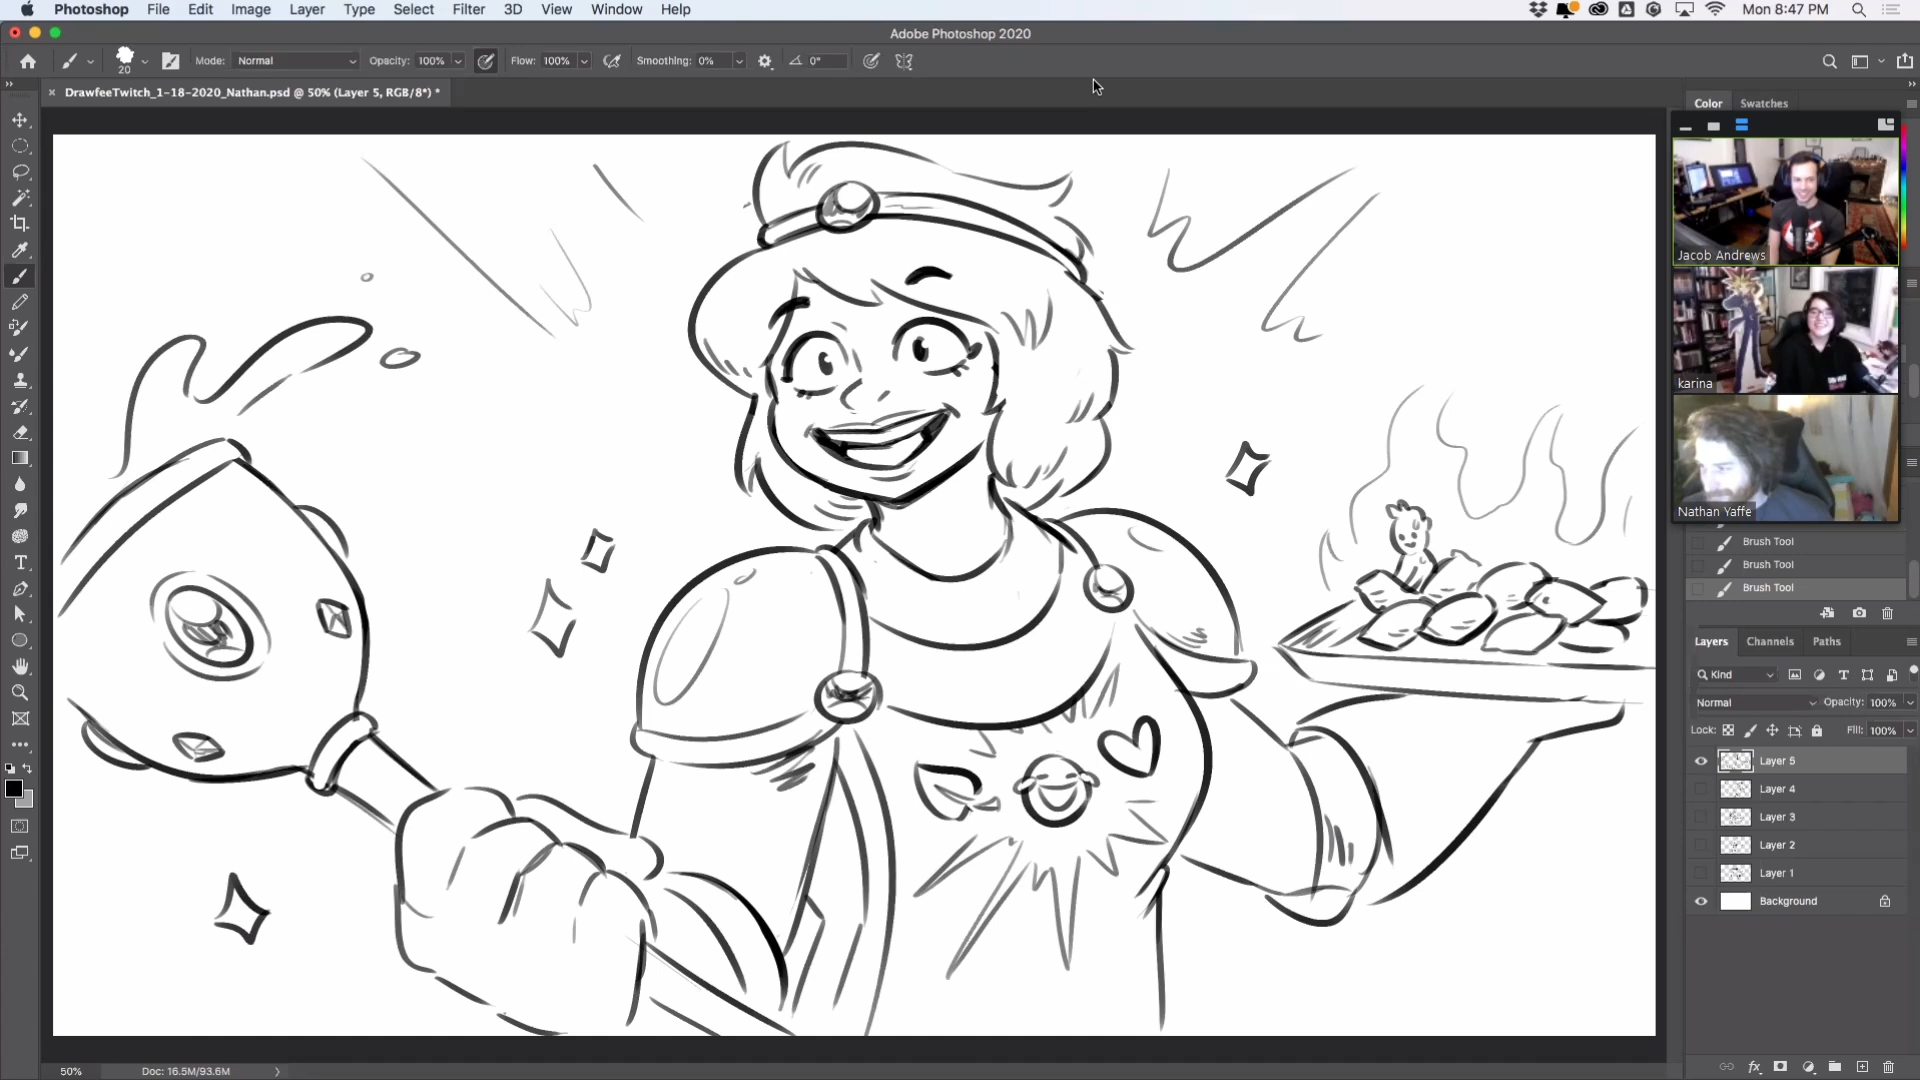 Photoshop File Edit Image Layer Type Select Filter 3D View Window Help Mon 8:47 PM
Adobe Photoshop 2020
20 Mode: Normal Opacity: 100% Flow: 100% Smoothing: 0% 0°
DrawfeeTwitch_1-18-2020_Nathan.psd @ 50% (Layer 5, RGB/8*) *
Color Swatches
Jacob Andrews
karina
Nathan Yaffe
Brush Tool
Brush Tool
Brush Tool
Layers Channels Paths
Kind
Normal Opacity: 100%
Lock: Fill: 100%
Layer 5
Layer 4
Layer 3
Layer 2
Layer 1
Background
50% Doc: 16.5M/93.6M